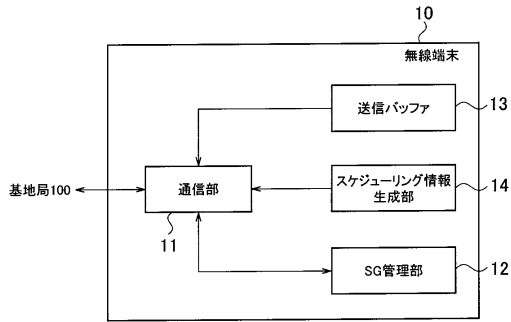 10
無線端末
送信バッファ
13
基地局100
通信部
11
スケジューリング情報
生成部
14
SG管理部
12